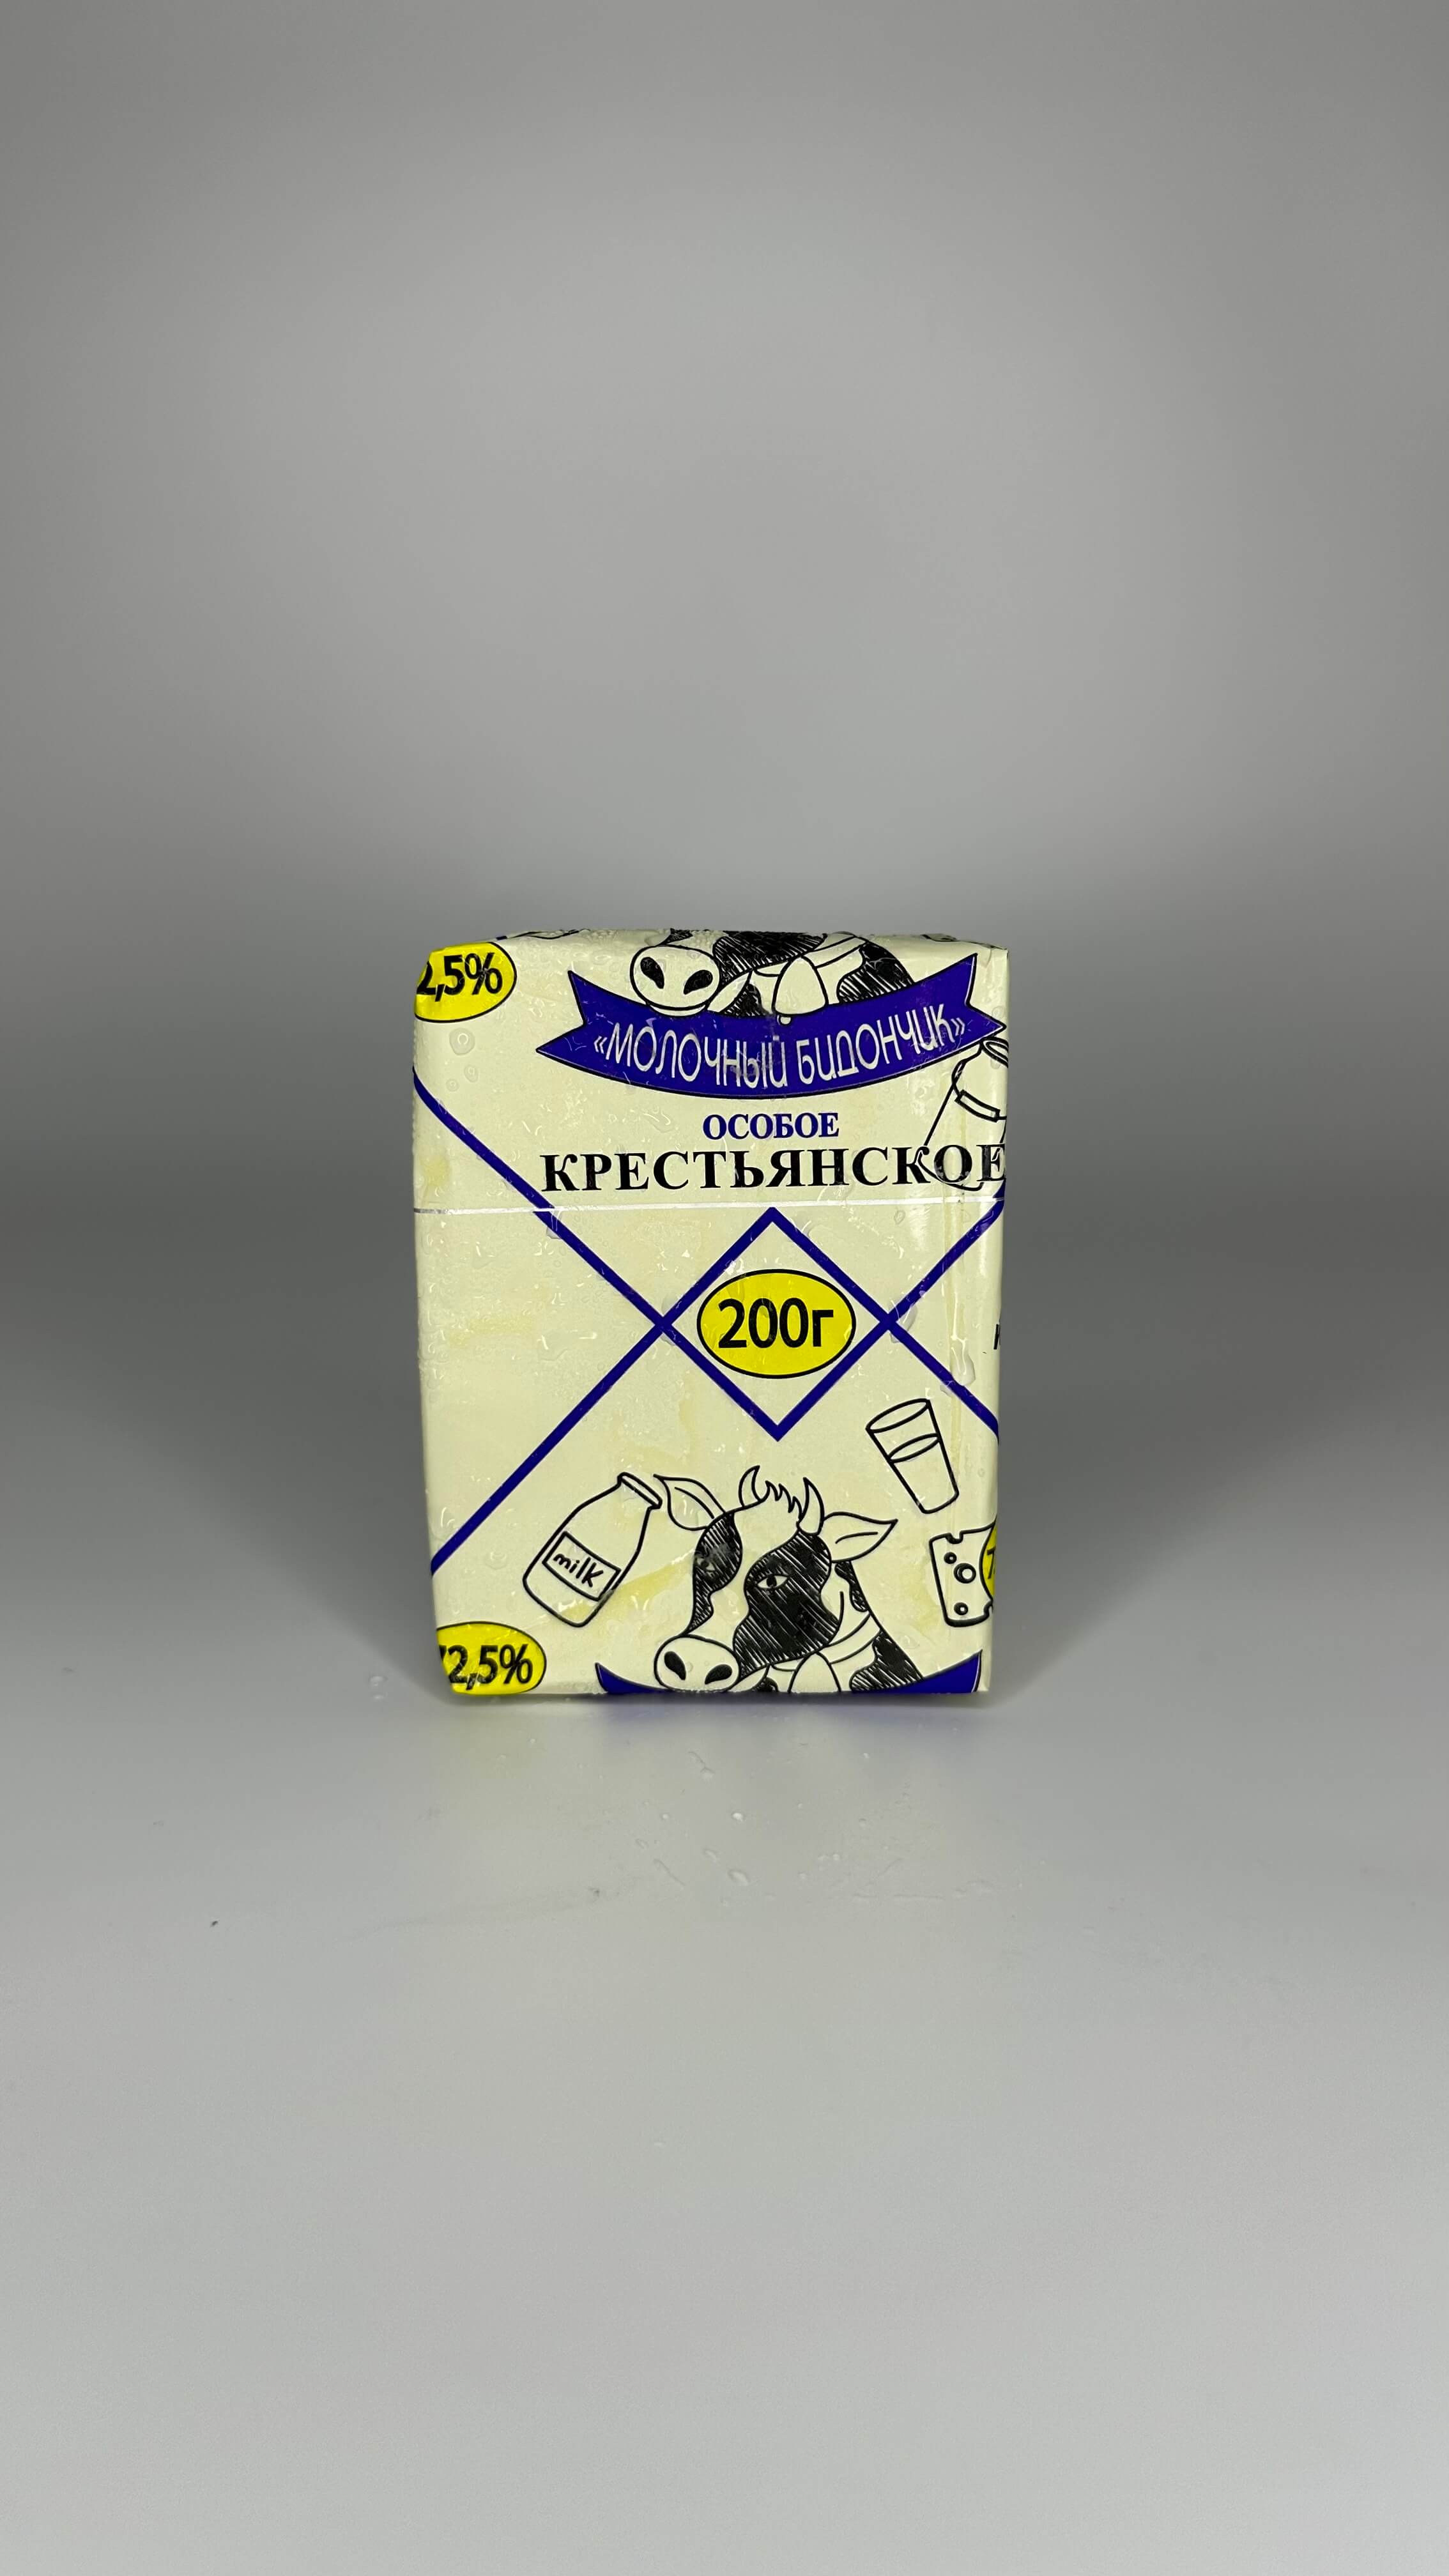 2,5%
«МОЛОЧНЫЙ БИДОНЧИК»
ОСОБОЕ
КРЕСТЬЯНСКОЕ
200г
milk
72,5%